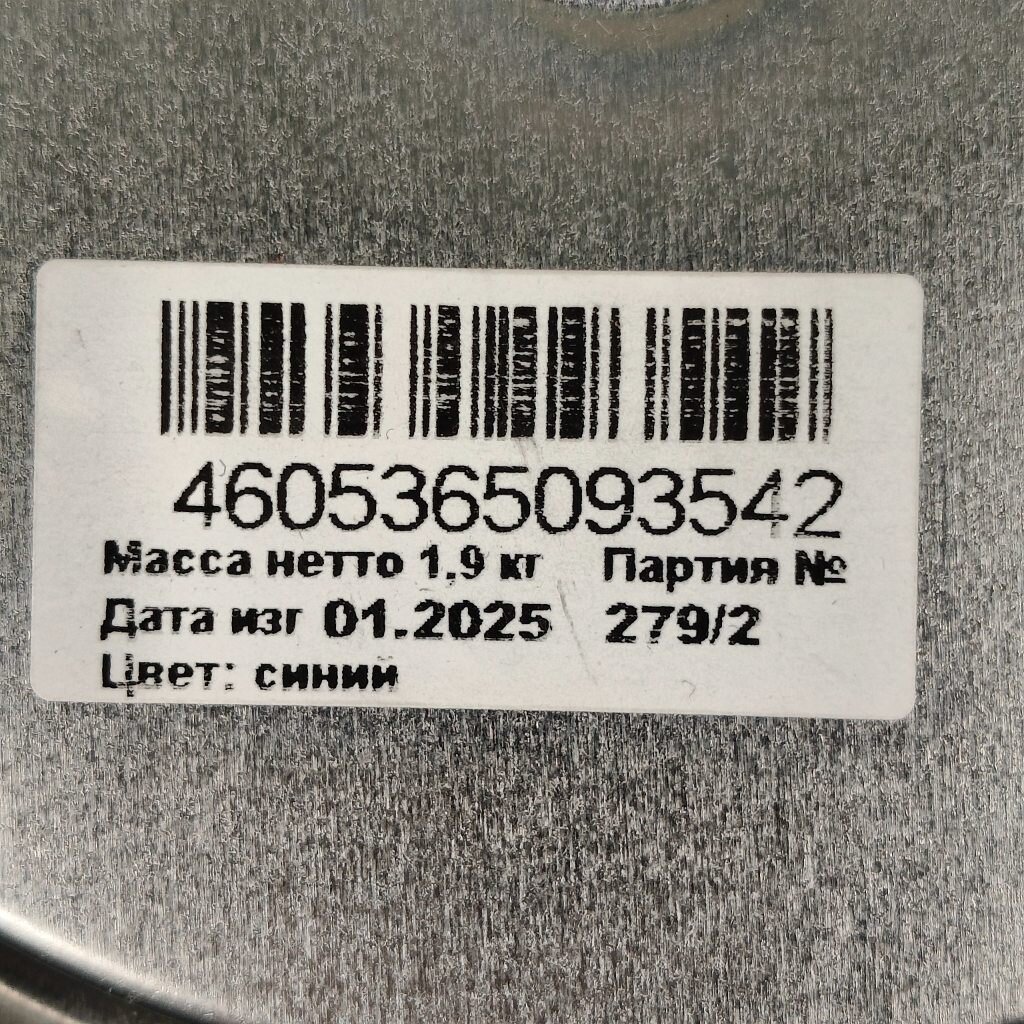 4605365093542
Масса нетто 1.9 кг Партия №
Дата изг 01.2025 279/2
Цвет: синий